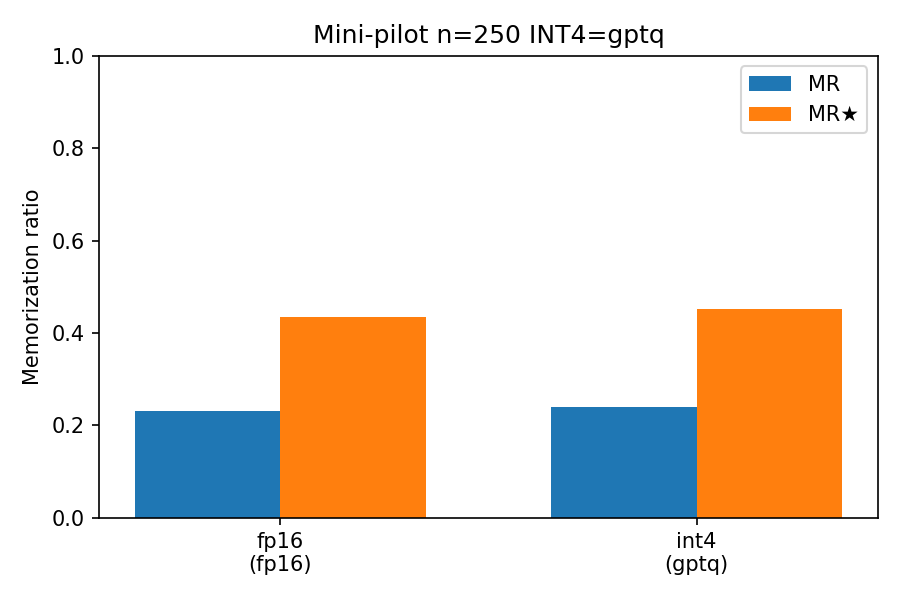 Mini-pilot n=250 INT4=gptq
MR
MR★
Memorization ratio
1.0
0.8
0.6
0.4
0.2
0.0
fp16
(fp16)
int4
(gptq)